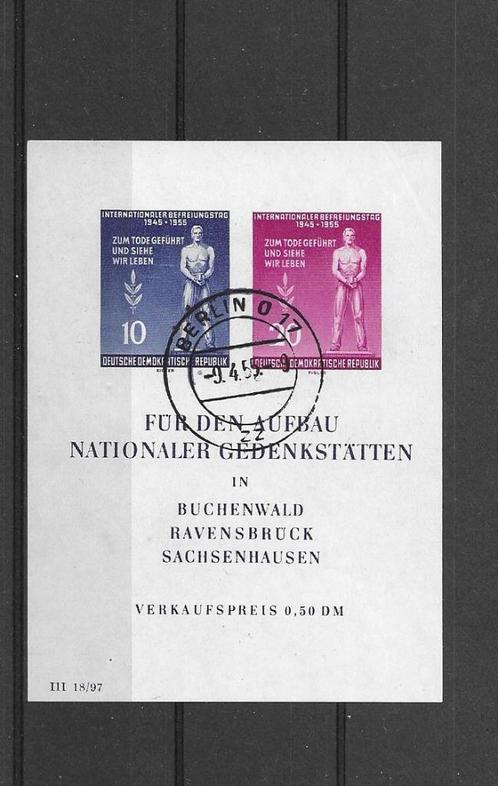 INTERNATIONALER BEFREIUNGSTAG
1945 • 1955
ZUM TODE GEFÜHRT
UND SIEHE
WIR LEBEN
10
DEUTSCHE DEMOKRATISCHE REPUBLIK
INTERNATIONALER BEFREIUNGSTAG
1945 • 1955
ZUM TODE GEFÜHRT
UND SIEHE
WIR LEBEN
20
DEUTSCHE DEMOKRATISCHE REPUBLIK
BERLIN O 17
zz
FÜR DEN AUFBAU
NATIONALER GEDENKSTÄTTEN
IN
BUCHENWALD
RAVENSBRÜCK
SACHSENHAUSEN
VERKAUFSPREIS 0,50 DM
III 18/97